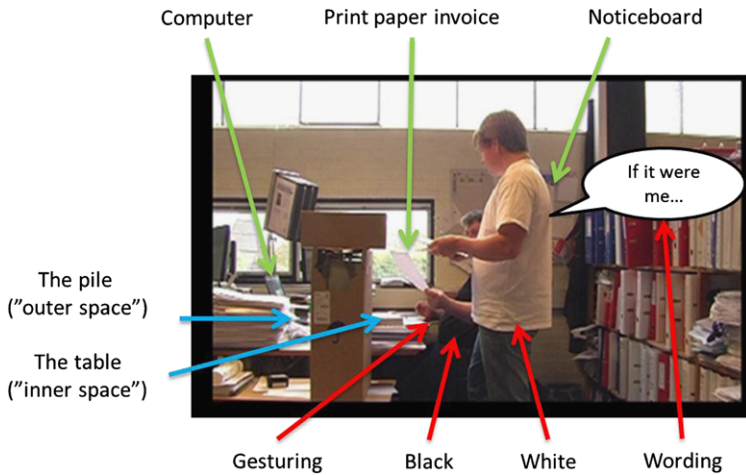 Computer
Print paper invoice
Noticeboard
If it were
me...
The pile
("outer space")
The table
("inner space")
Gesturing
Black
White
Wording